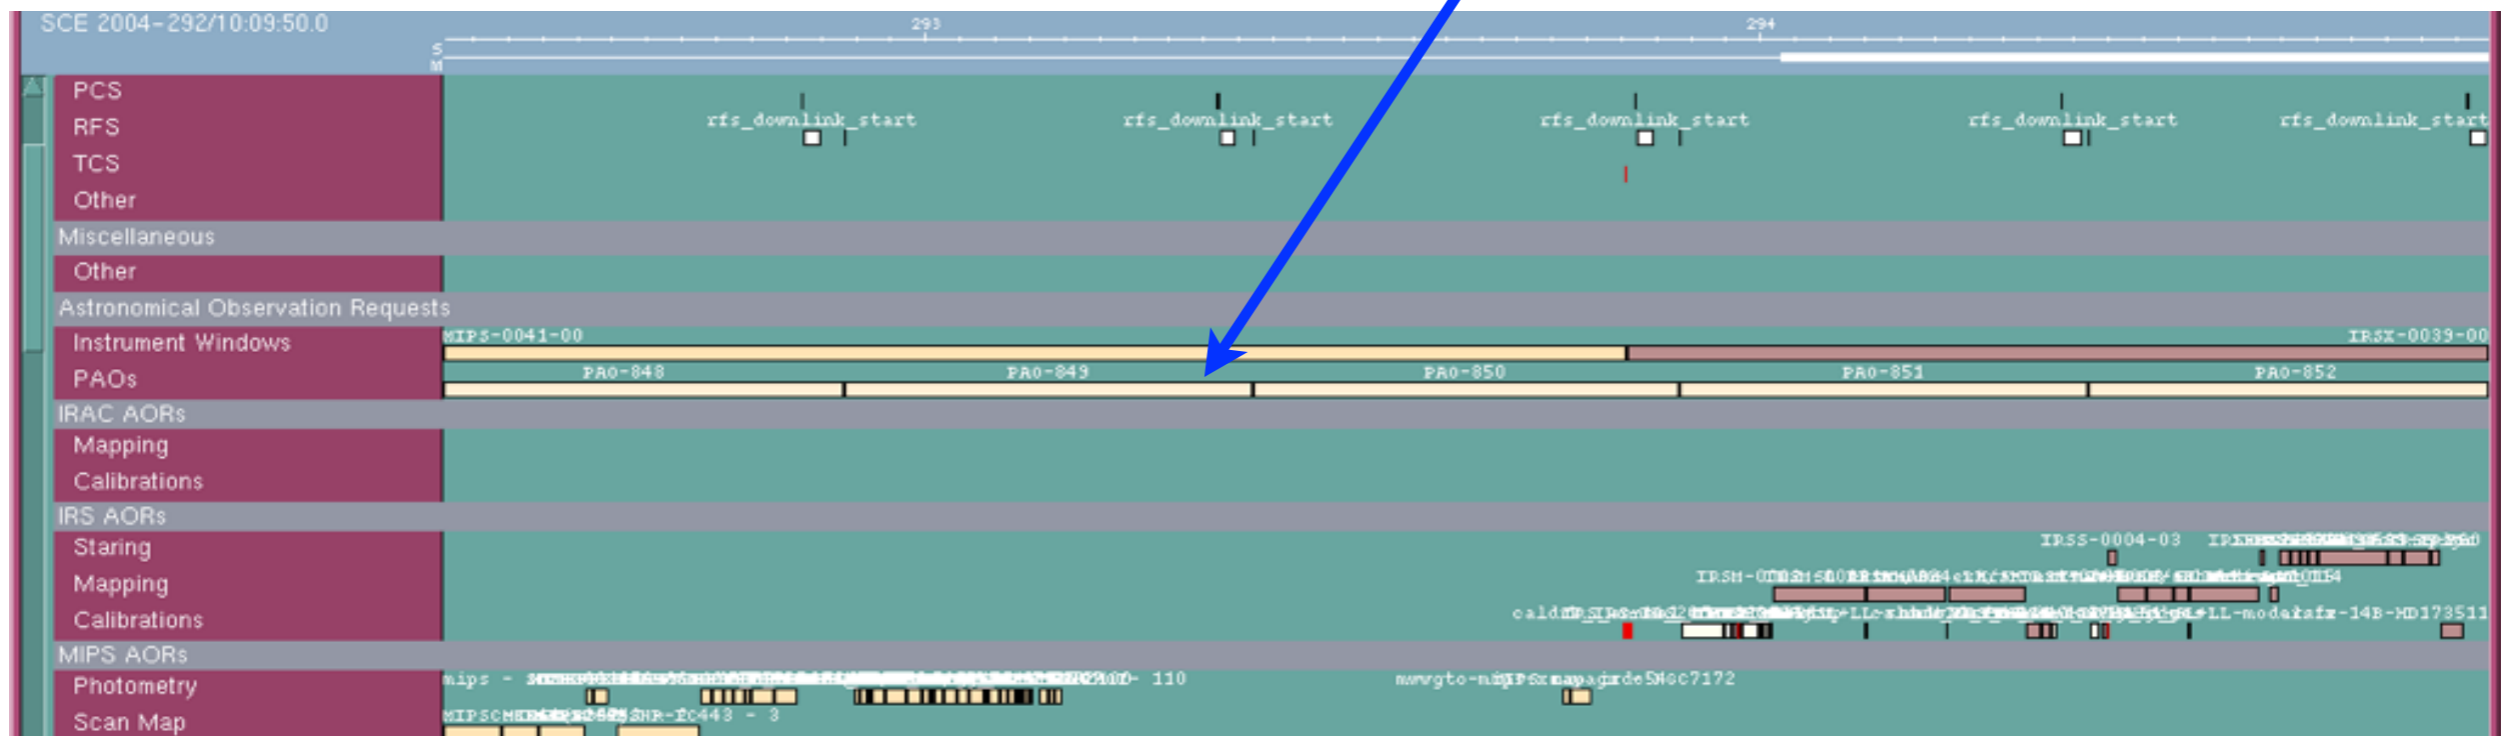 SCE 2004-292/10:09:50.0 293 294
S
M
PCS
rfs_downlink_start rfs_downlink_start rfs_downlink_start rfs_downlink_start rfs_downlink_start
RFS
TCS
Other
Miscellaneous
Other
Astronomical Observation Requests
MIPS-0041-00 IRSX-0039-00
Instrument Windows
PAOs PAO-848 PAO-849 PAO-850 PAO-851 PAO-852
IRAC AORs
Mapping
Calibrations
IRS AORs
Staring IRSS-0004-03
Mapping
Calibrations
MIPS AORs
Photometry mips - 110
Scan Map - 3